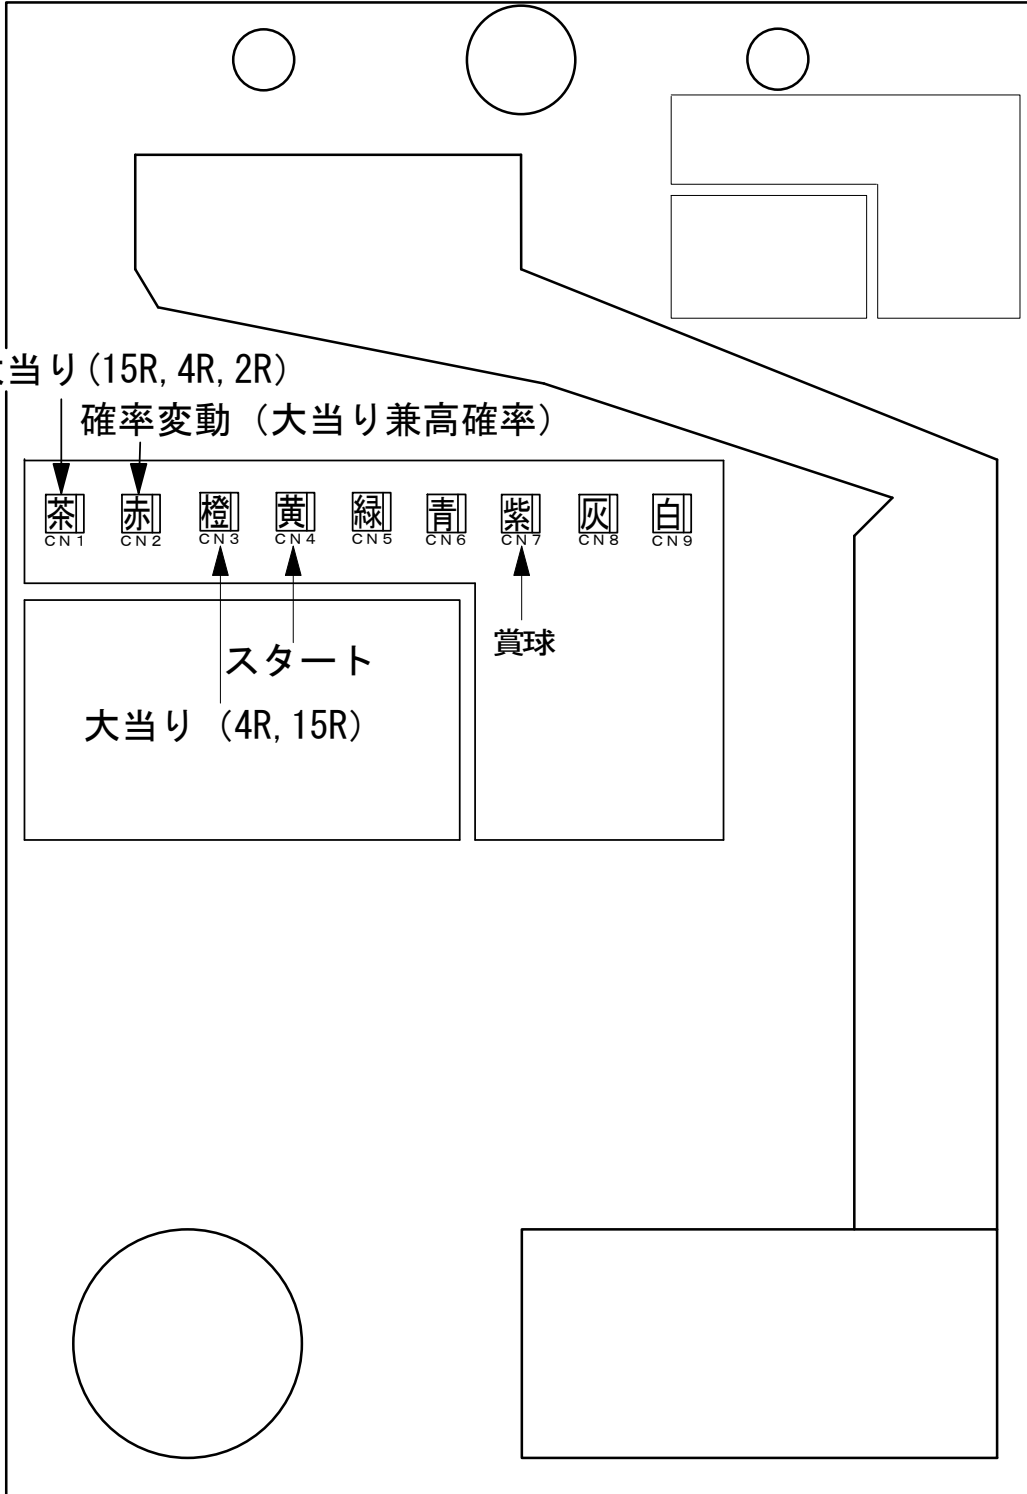 当り(15R,4R,2R)
確率変動（大当り兼高確率）
茶 赤 橙 黄 緑 青 紫 灰 白
CN1 CN2 CN3 CN4 CN5 CN6 CN7 CN8 CN9
賞球
スタート
大当り（4R,15R）